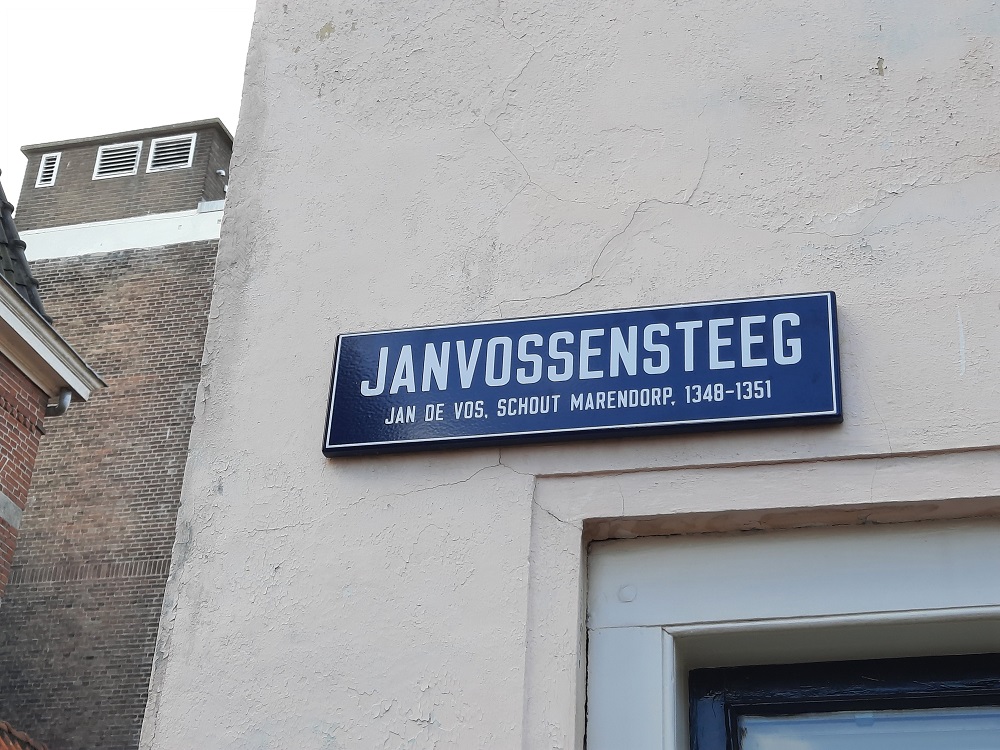 JANVOSSENSTEEG
JAN DE VOS, SCHOUT MARENDORP, 1348-1351